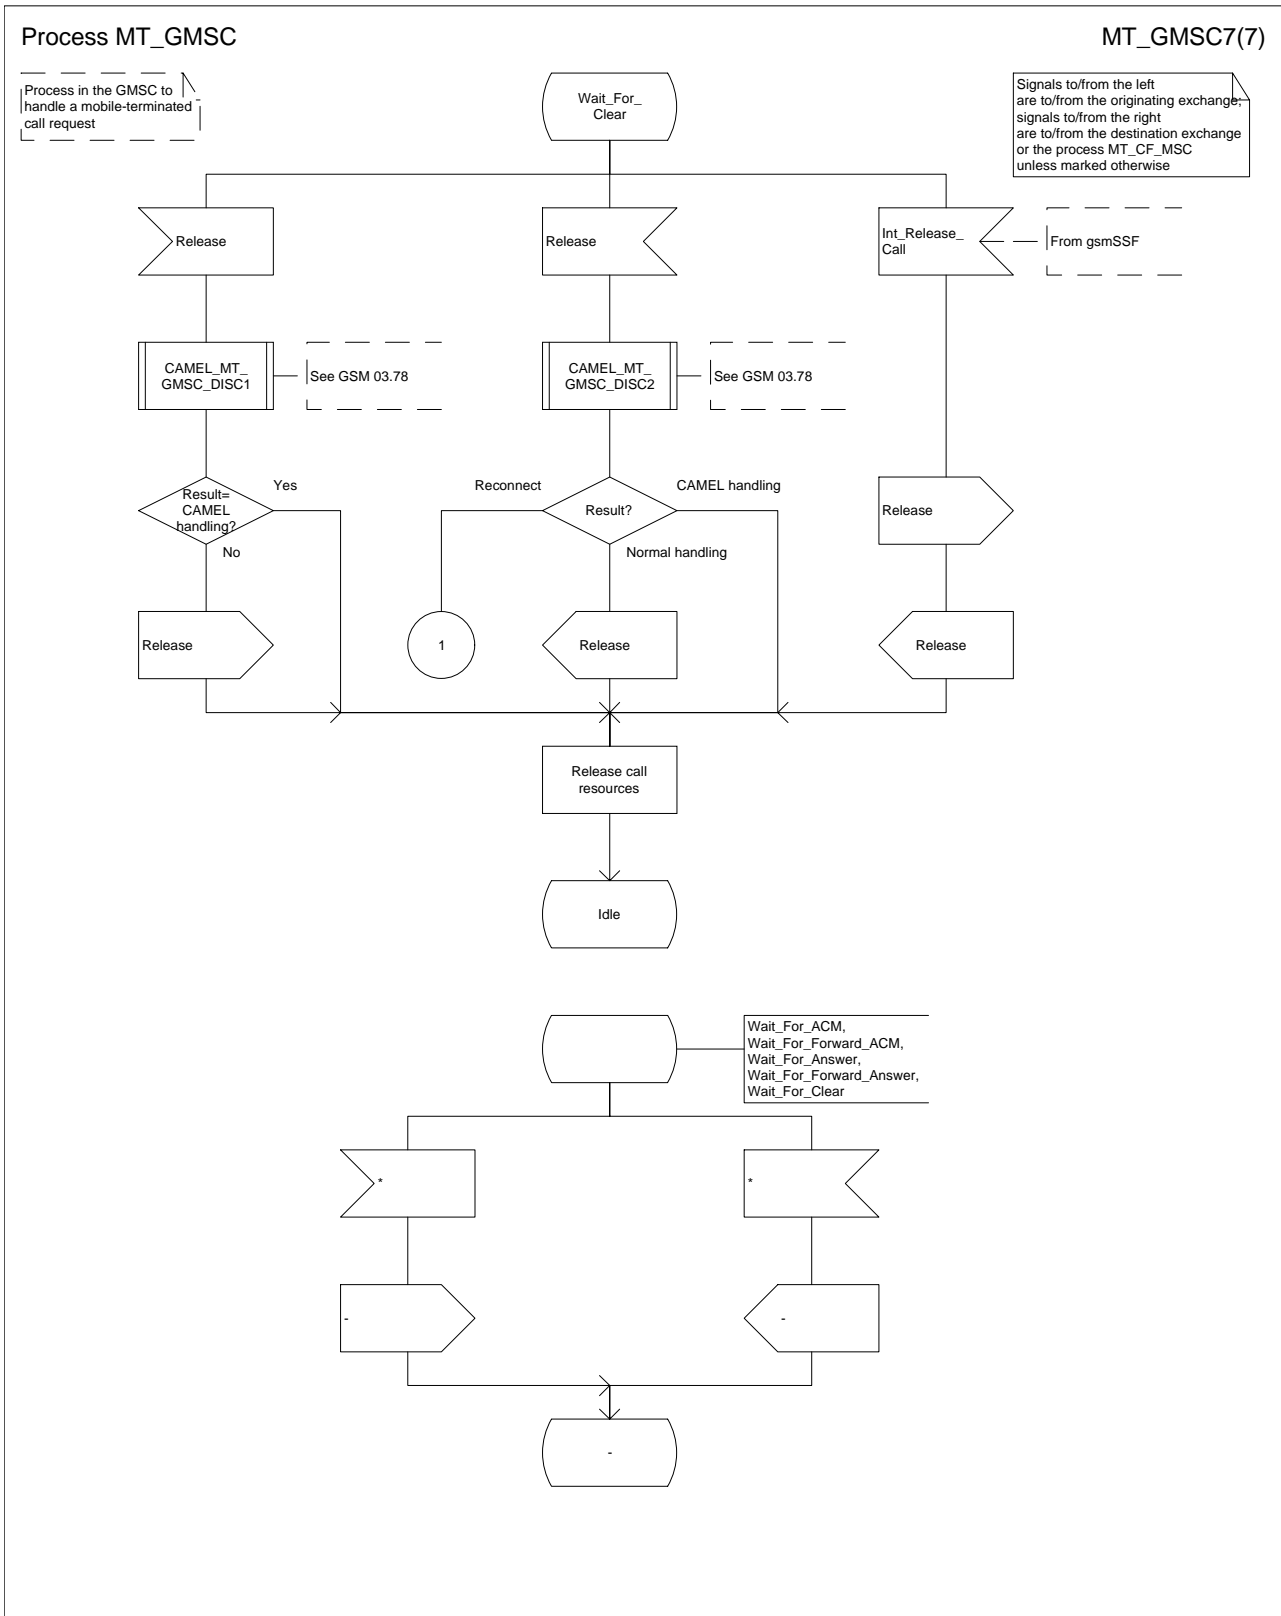 Process MT_GMSC
MT_GMSC7(7)
Process in the GMSC to
handle a mobile-terminated
call request
Wait_For_
Clear
Signals to/from the left
are to/from the originating exchange;
signals to/from the right
are to/from the destination exchange
or the process MT_CF_MSC
unless marked otherwise
Release
Release
Int_Release_
Call
From gsmSSF
CAMEL_MT_
GMSC_DISC1
See GSM 03.78
CAMEL_MT_
GMSC_DISC2
See GSM 03.78
Result=
CAMEL
handling?
Yes
No
Reconnect
Result?
CAMEL handling
Normal handling
Release
Release
1
Release
Release
Release call
resources
Idle
Wait_For_ACM,
Wait_For_Forward_ACM,
Wait_For_Answer,
Wait_For_Forward_Answer,
Wait_For_Clear
*
*
-
-
-